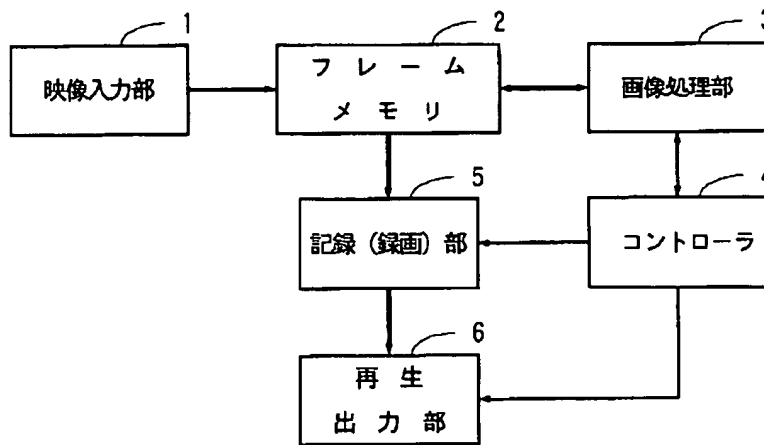 1
映像入力部
2
フレーム
メモリ
3
画像処理部
5
記録（録画）部
4
コントローラ
6
再生
出力部